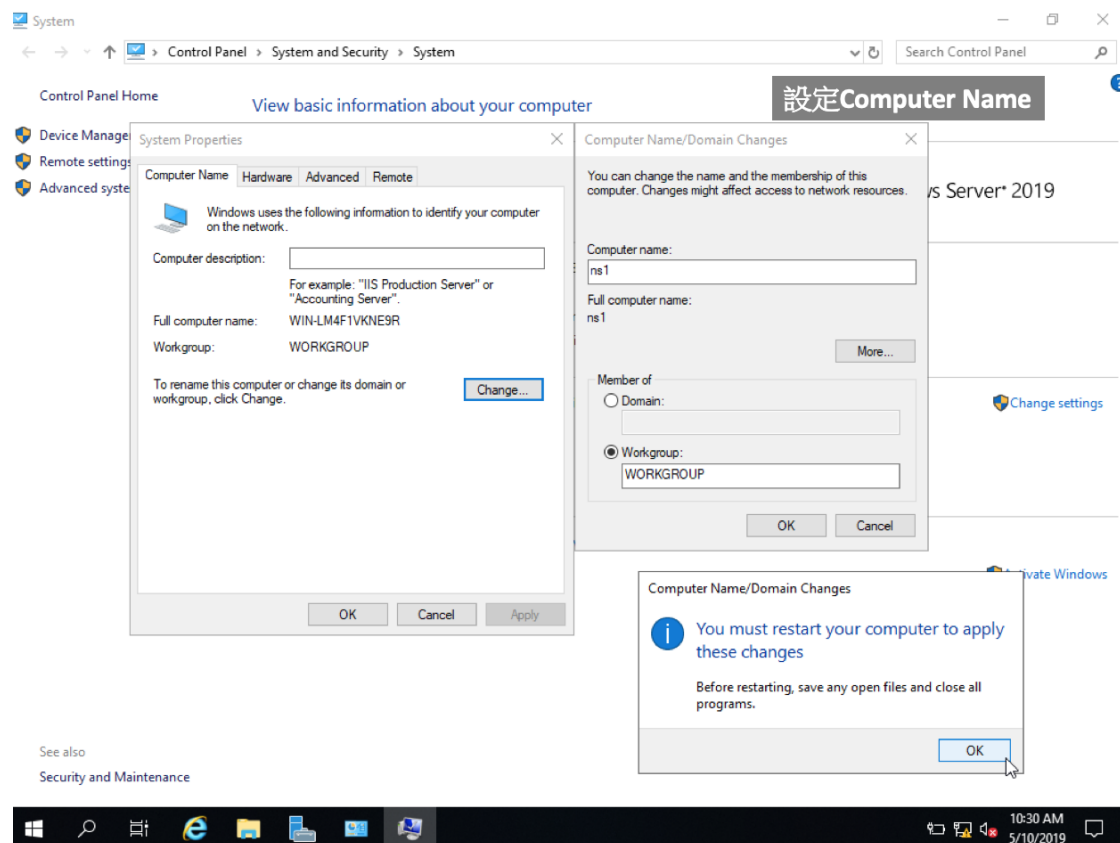 System
Control Panel > System and Security > System
Search Control Panel
Control Panel Home
Device Manage
Remote settings
Advanced syste
View basic information about your computer
設定Computer Name
s Server 2019
Change settings
ivate Windows
See also
Security and Maintenance
System Properties
Computer Name
Hardware
Advanced
Remote
Windows uses the following information to identify your computer
on the network.
Computer description:
For example: "IIS Production Server" or
"Accounting Server".
Full computer name:
WIN-LM4F1VKNE9R
Workgroup:
WORKGROUP
To rename this computer or change its domain or
workgroup, click Change.
Change...
OK
Cancel
Apply
Computer Name/Domain Changes
You can change the name and the membership of this
computer. Changes might affect access to network resources.
Computer name:
ns1
Full computer name:
ns1
More...
Member of
Domain:
Workgroup:
WORKGROUP
OK
Cancel
Computer Name/Domain Changes
You must restart your computer to apply
these changes
Before restarting, save any open files and close all
programs.
OK
10:30 AM
5/10/2019